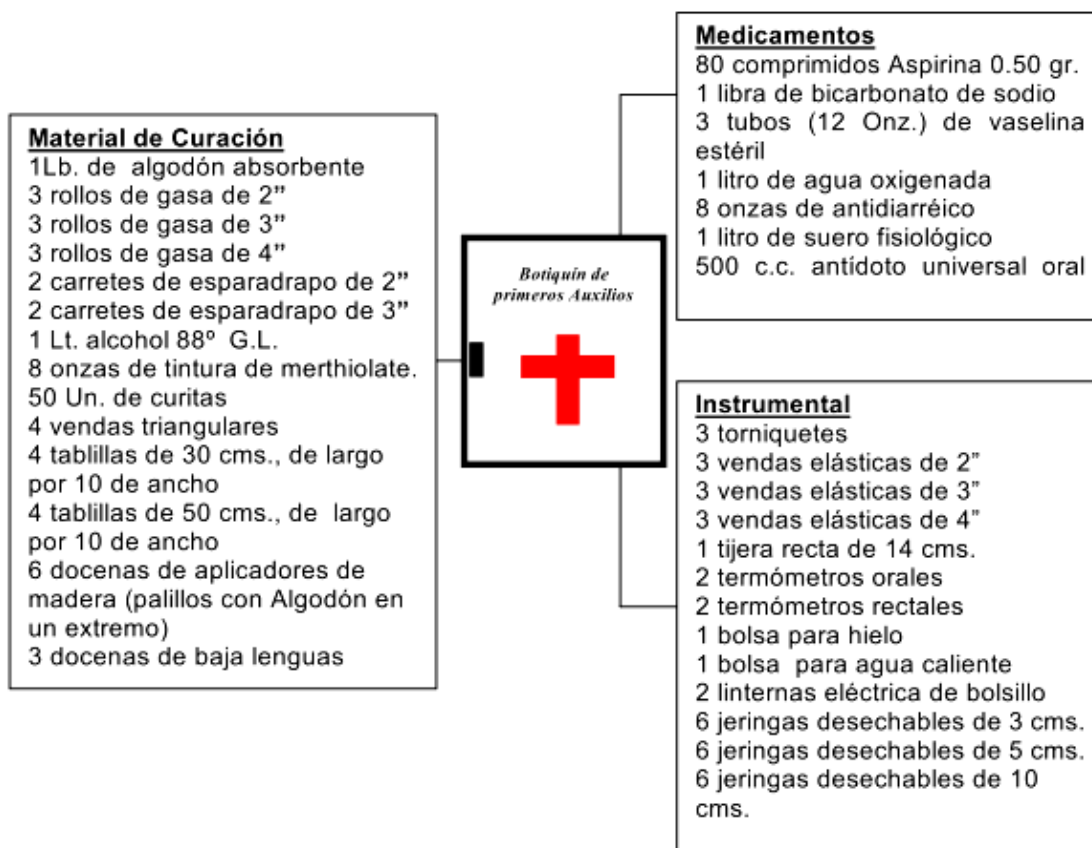 Material de Curación
1Lb. de algodón absorbente
3 rollos de gasa de 2”
3 rollos de gasa de 3”
3 rollos de gasa de 4”
2 carretes de esparadrapo de 2”
2 carretes de esparadrapo de 3”
1 Lt. alcohol 88º G.L.
8 onzas de tintura de merthiolate.
50 Un. de curitas
4 vendas triangulares
4 tablillas de 30 cms., de largo
por 10 de ancho
4 tablillas de 50 cms., de largo
por 10 de ancho
6 docenas de aplicadores de
madera (palillos con Algodón en
un extremo)
3 docenas de baja lenguas
Botiquín de
primeros Auxilios
Medicamentos
80 comprimidos Aspirina 0.50 gr.
1 libra de bicarbonato de sodio
3 tubos (12 Onz.) de vaselina
estéril
1 litro de agua oxigenada
8 onzas de antidiarréico
1 litro de suero fisiológico
500 c.c. antídoto universal oral
Instrumental
3 torniquetes
3 vendas elásticas de 2”
3 vendas elásticas de 3”
3 vendas elásticas de 4”
1 tijera recta de 14 cms.
2 termómetros orales
2 termómetros rectales
1 bolsa para hielo
1 bolsa para agua caliente
2 linternas eléctrica de bolsillo
6 jeringas desechables de 3 cms.
6 jeringas desechables de 5 cms.
6 jeringas desechables de 10
cms.